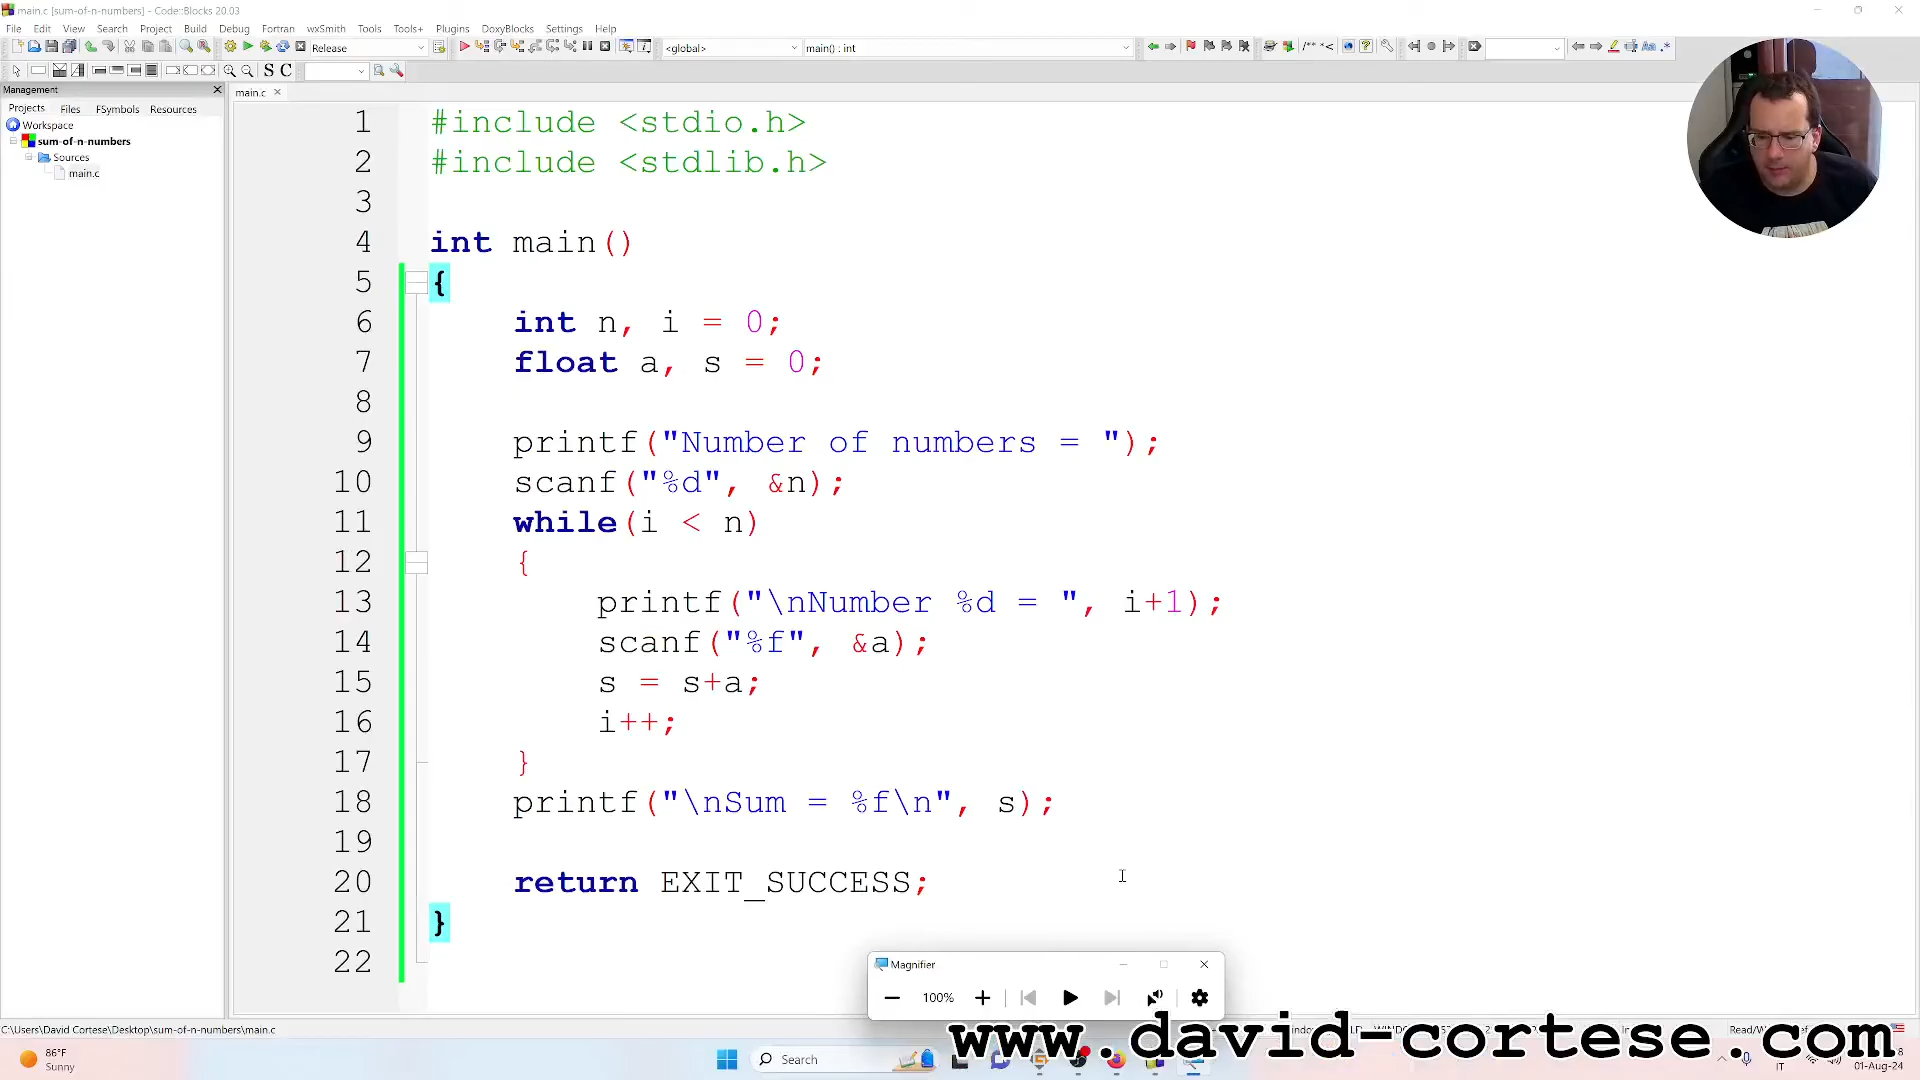 main.c [sum-of-n-numbers] - Code::Blocks 20.03
File Edit View Search Project Build Debug Fortran wxSmith Tools Tools+ Plugins DoxyBlocks Settings Help
Release <global> main() : int
S C
Management
Projects Files FSymbols Resources
Workspace
sum-of-n-numbers
Sources
main.c
main.c
1 #include <stdio.h>
2 #include <stdlib.h>
3
4 int main()
5 {
6 int n, i = 0;
7 float a, s = 0;
8
9 printf("Number of numbers = ");
10 scanf("%d", &n);
11 while(i < n)
12 {
13 printf("\nNumber %d = ", i+1);
14 scanf("%f", &a);
15 s = s+a;
16 i++;
17 }
18 printf("\nSum = %f\n", s);
19
20 return EXIT_SUCCESS;
21 }
22
Magnifier
100%
C:\Users\David Cortese\Desktop\sum-of-n-numbers\main.c
www.david-cortese.com
86°F
Sunny
Search
IT
01-Aug-24